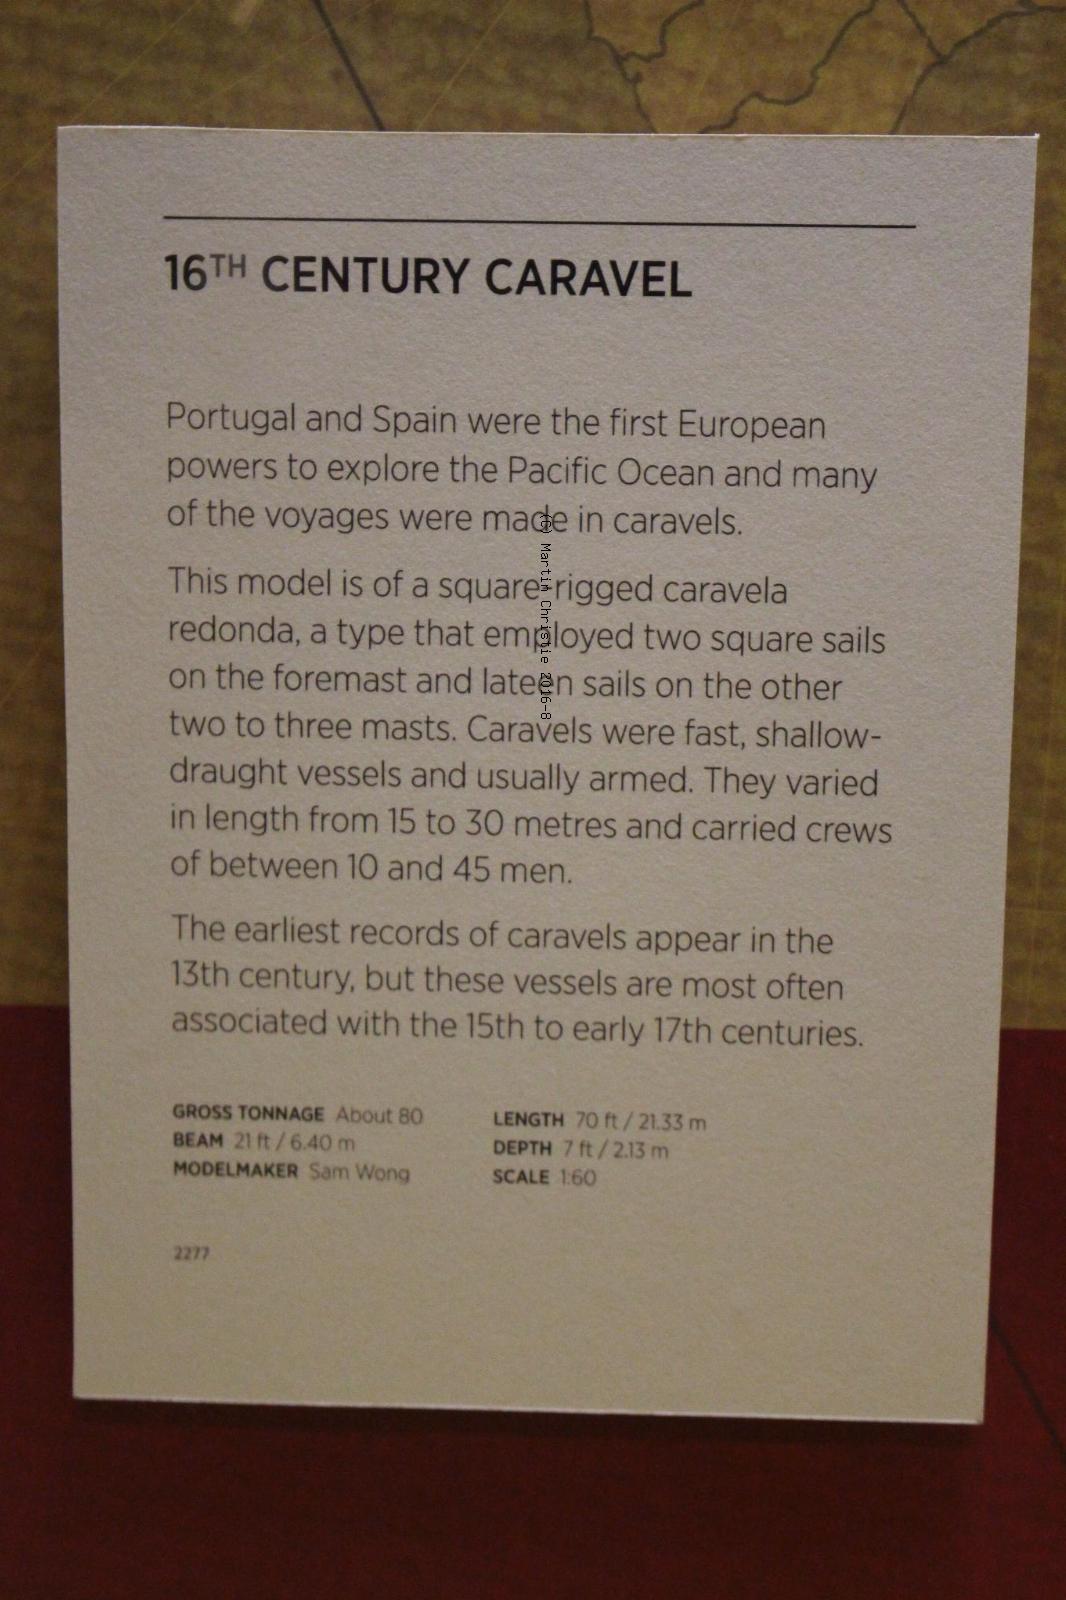 16TH CENTURY CARAVEL
Portugal and Spain were the first European
powers to explore the Pacific Ocean and many
of the voyages were made in caravels.
This model is of a square-rigged caravela
redonda, a type that employed two square sails
on the foremast and lateen sails on the other
two to three masts. Caravels were fast, shallow-
draught vessels and usually armed. They varied
in length from 15 to 30 metres and carried crews
of between 10 and 45 men.
The earliest records of caravels appear in the
13th century, but these vessels are most often
associated with the 15th to early 17th centuries.
GROSS TONNAGE About 80
BEAM 21 ft / 6.40 m
MODELMAKER Sam Wong
LENGTH 70 ft / 21.33 m
DEPTH 7 ft / 2.13 m
SCALE 1:60
2277
(c) Martin Christie 2016-8